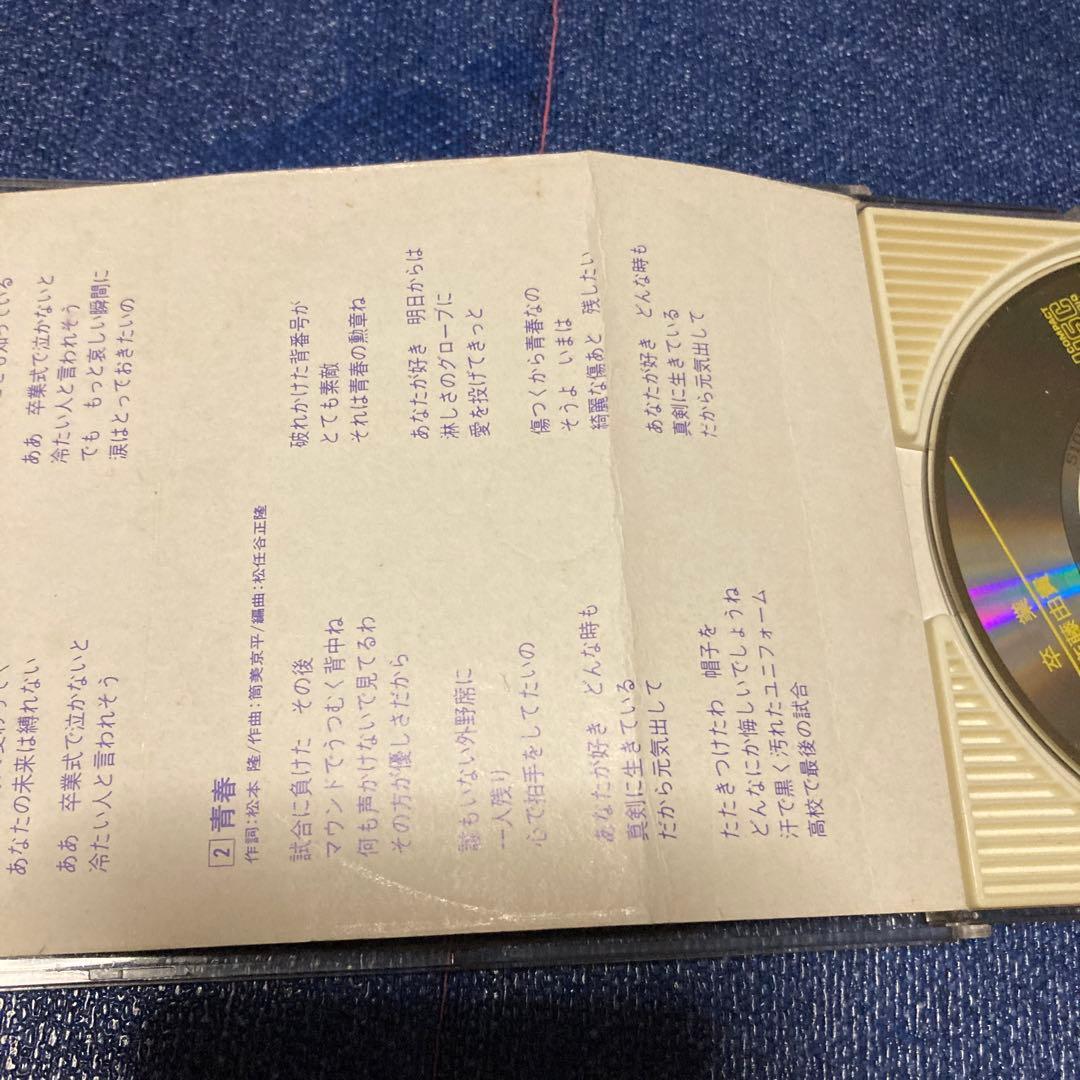 あなたの未来は縛れない
ああ 卒業式で泣かないと
冷たい人と言われそう
ああ 卒業式で泣かないと
冷たい人と言われそう
でも もっと哀しい瞬間に
涙はとっておきたいの
2 青春
作詞:松本 隆/作曲:筒美京平/編曲:松任谷正隆
試合に負けた その後
マウンドでうつむく背中ね
何も声かけないで見てるわ
その方が優しさだから
誰もいない外野席に
一人残り
心で拍手をしてたいの
あなたが好き どんな時も
真剣に生きている
だから元気出して
たたきつけたわ 帽子を
どんなにか悔しいでしょうね
汗で黒く汚れたユニフォーム
高校で最後の試合
破れかけた背番号が
とても素敵
それは青春の勲章ね
あなたが好き 明日からは
淋しさのグローブに
愛を投げてきっと
傷つくから青春なの
そうよ いまは
綺麗な傷あと 残したい
あなたが好き どんな時も
真剣に生きている
だから元気出して
COMPACT
卒業